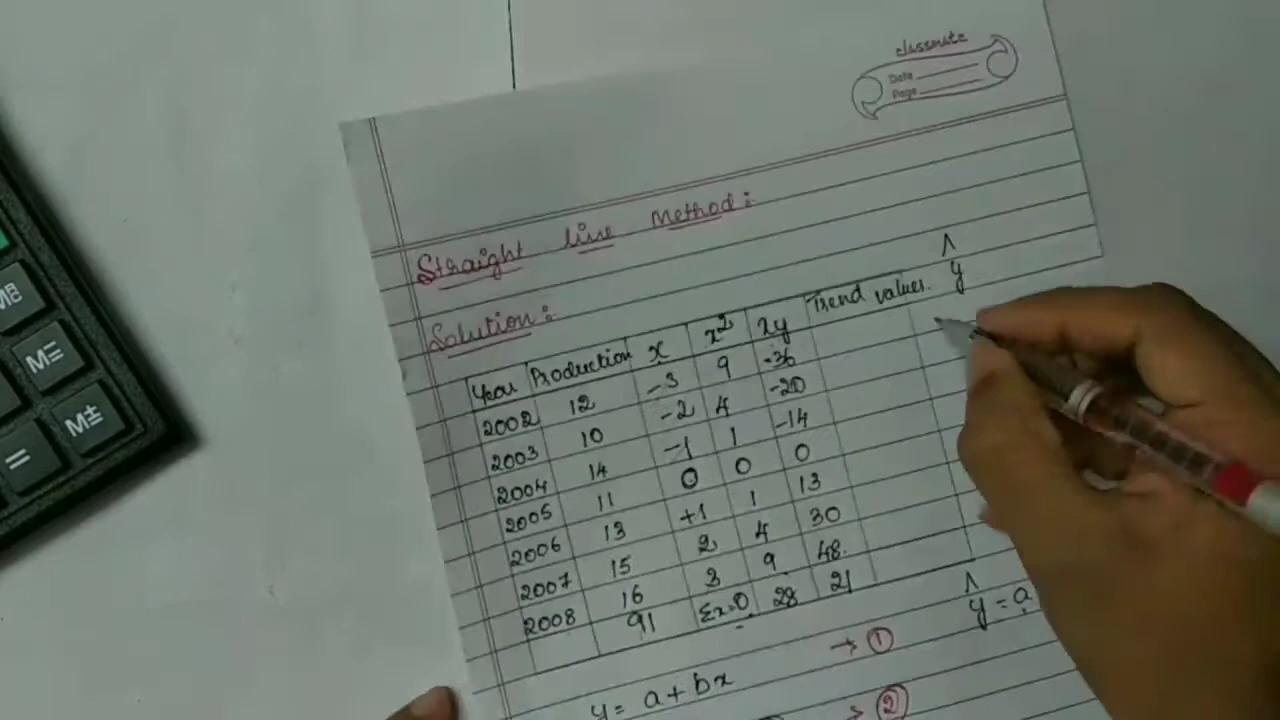 classmate
Date
Page
Straight line Method:
Solution:
Year Production x x² xy Trend values. ŷ
2002 12 -3 9 -36
2003 10 -2 4 -20
2004 14 -1 1 -14
2005 11 0 0 0
2006 13 +1 1 13
2007 15 2 4 30
2008 16 3 9 48.
91 Σx=0 28 21
ŷ = a
y = a + bx → ①
②
M=
M±
=